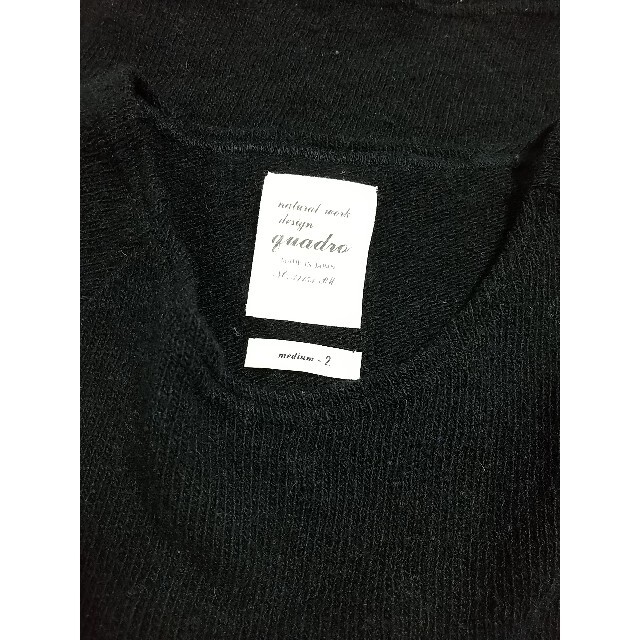 natural work
design
quadro
MADE IN JAPAN
medium - 2